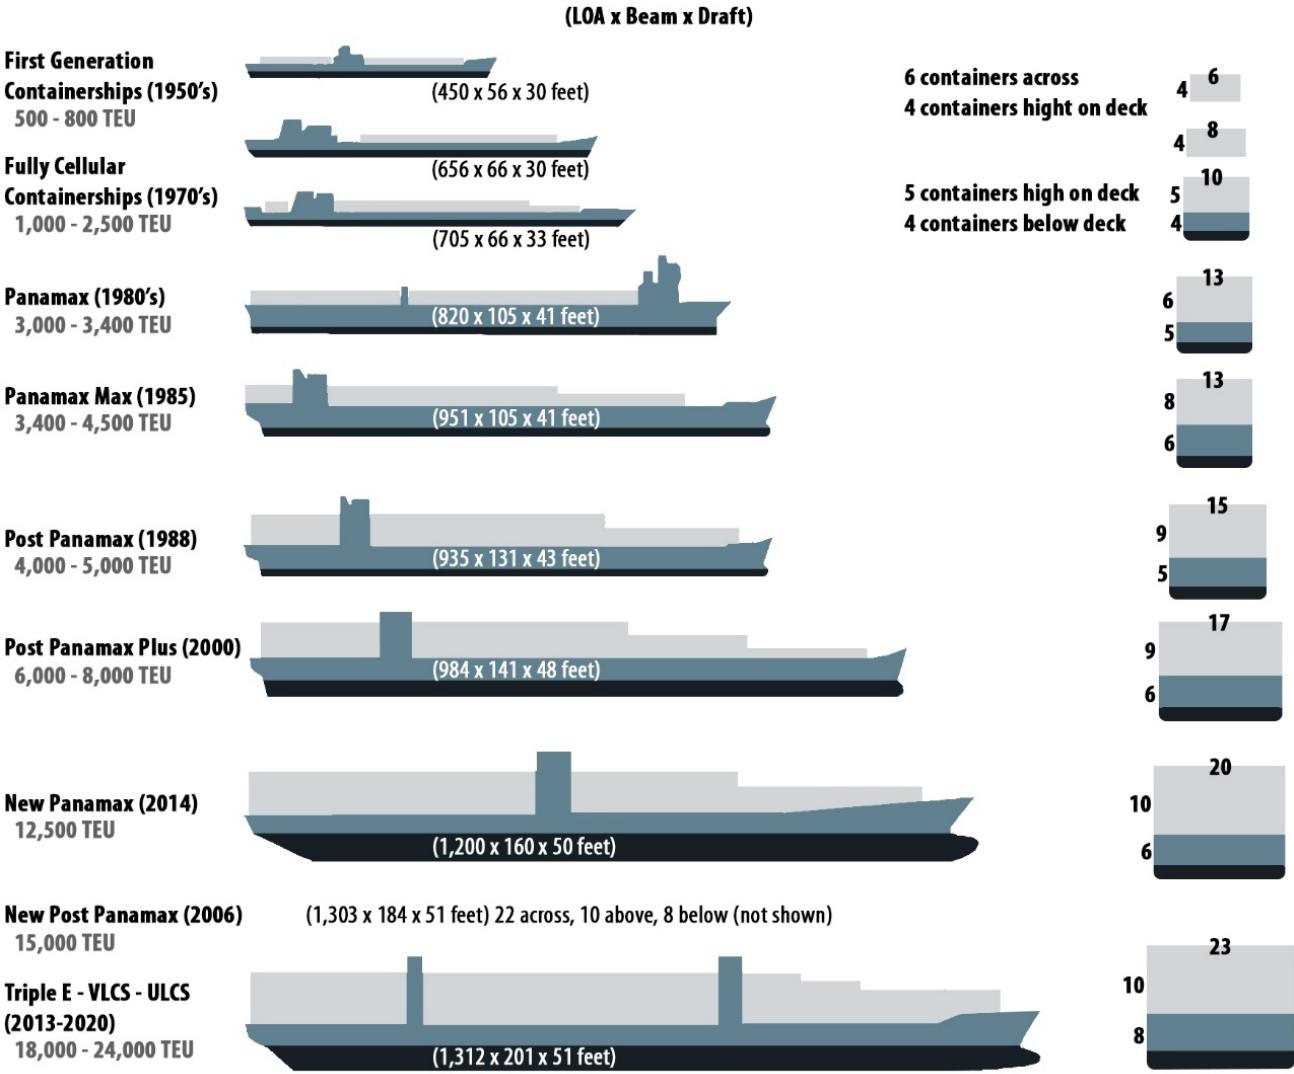 (LOA x Beam x Draft)
First Generation
Containerships (1950's)
500 - 800 TEU
(450 x 56 x 30 feet)
6 containers across
4 containers hight on deck
6
4
(656 x 66 x 30 feet)
8
4
Fully Cellular
Containerships (1970's)
1,000 - 2,500 TEU
(705 x 66 x 33 feet)
5 containers high on deck
4 containers below deck
10
5
4
Panamax (1980's)
3,000 - 3,400 TEU
(820 x 105 x 41 feet)
13
6
5
Panamax Max (1985)
3,400 - 4,500 TEU
(951 x 105 x 41 feet)
13
8
6
Post Panamax (1988)
4,000 - 5,000 TEU
(935 x 131 x 43 feet)
15
9
5
Post Panamax Plus (2000)
6,000 - 8,000 TEU
(984 x 141 x 48 feet)
17
9
6
New Panamax (2014)
12,500 TEU
(1,200 x 160 x 50 feet)
20
10
6
New Post Panamax (2006)
15,000 TEU
(1,303 x 184 x 51 feet) 22 across, 10 above, 8 below (not shown)
Triple E - VLCS - ULCS
(2013-2020)
18,000 - 24,000 TEU
(1,312 x 201 x 51 feet)
23
10
8